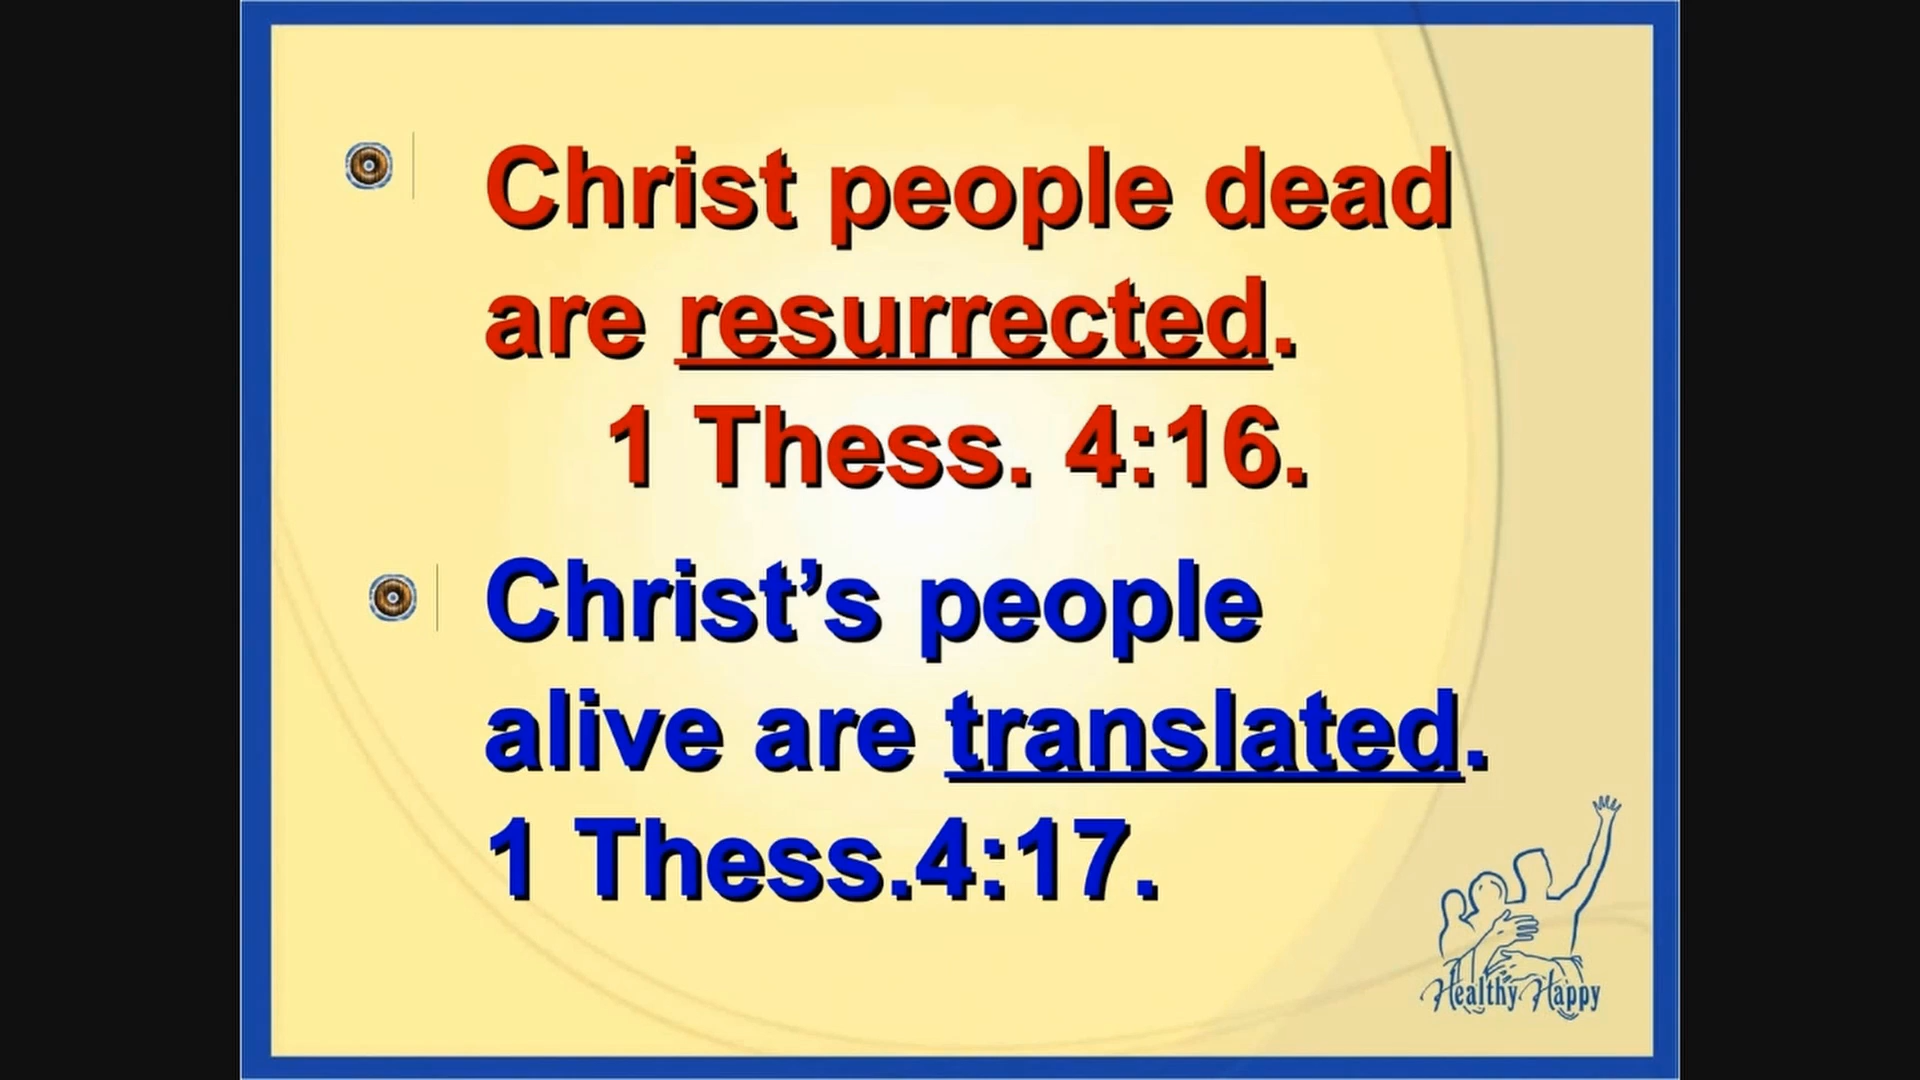 Christ people dead
are resurrected.
1 Thess. 4:16.
Christ’s people
alive are translated.
1 Thess.4:17.
Healthy Happy